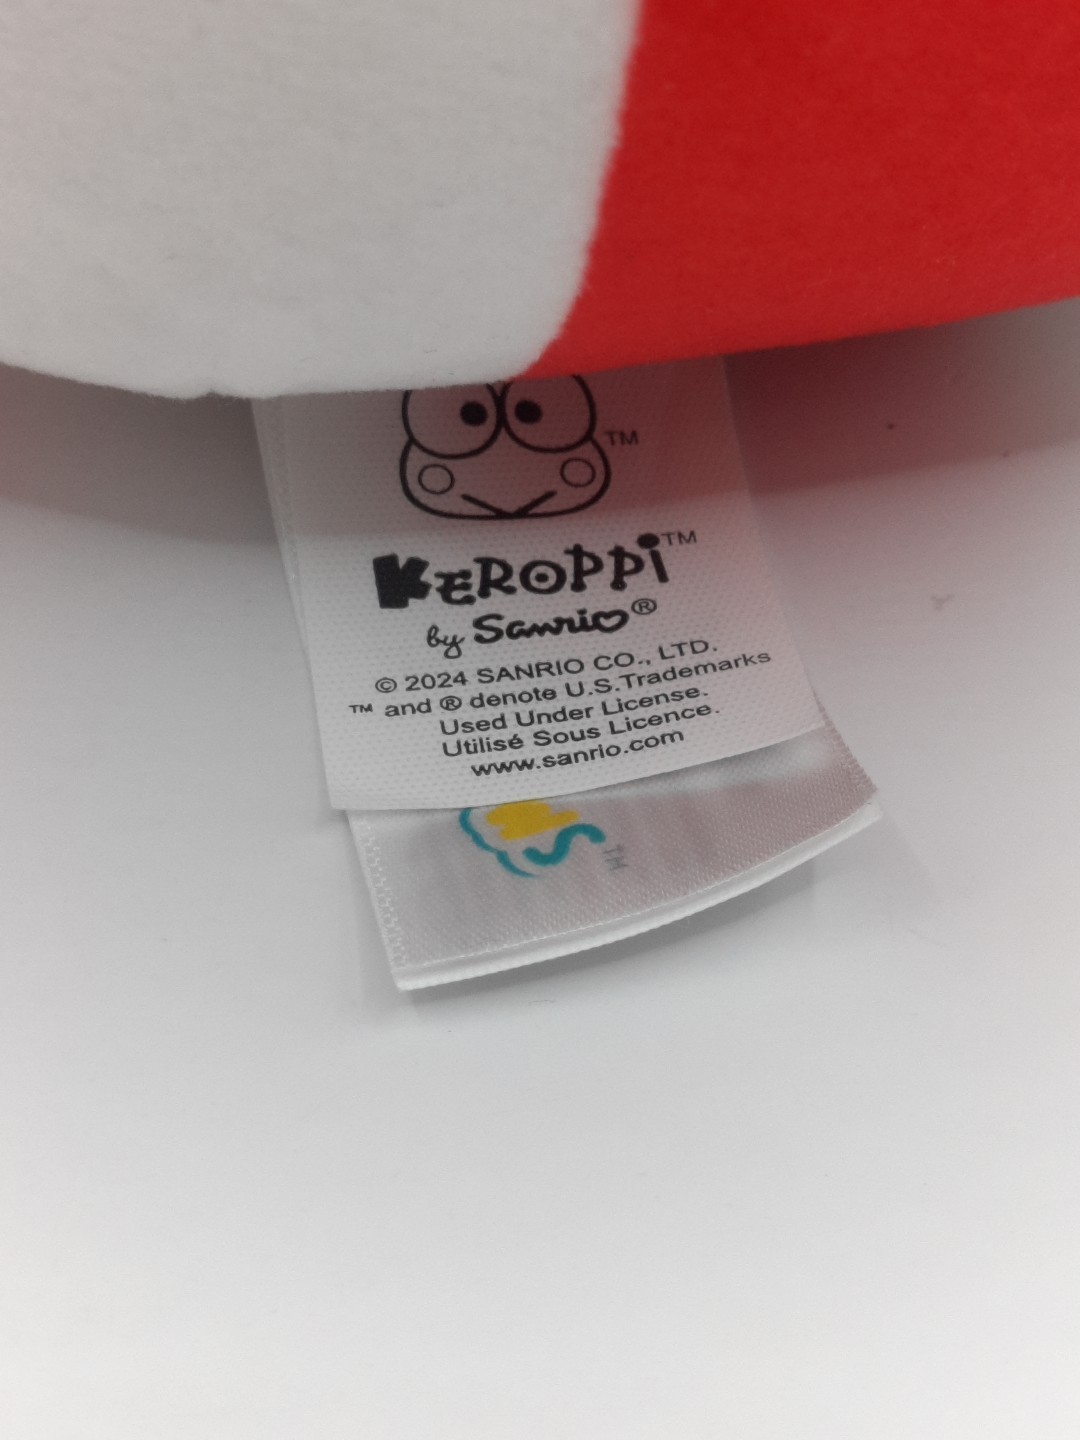 TM
KEROPPI™
by Sanrio®
© 2024 SANRIO CO., LTD.
™ and ® denote U.S.Trademarks
Used Under License.
Utilisé Sous Licence.
www.sanrio.com
TM